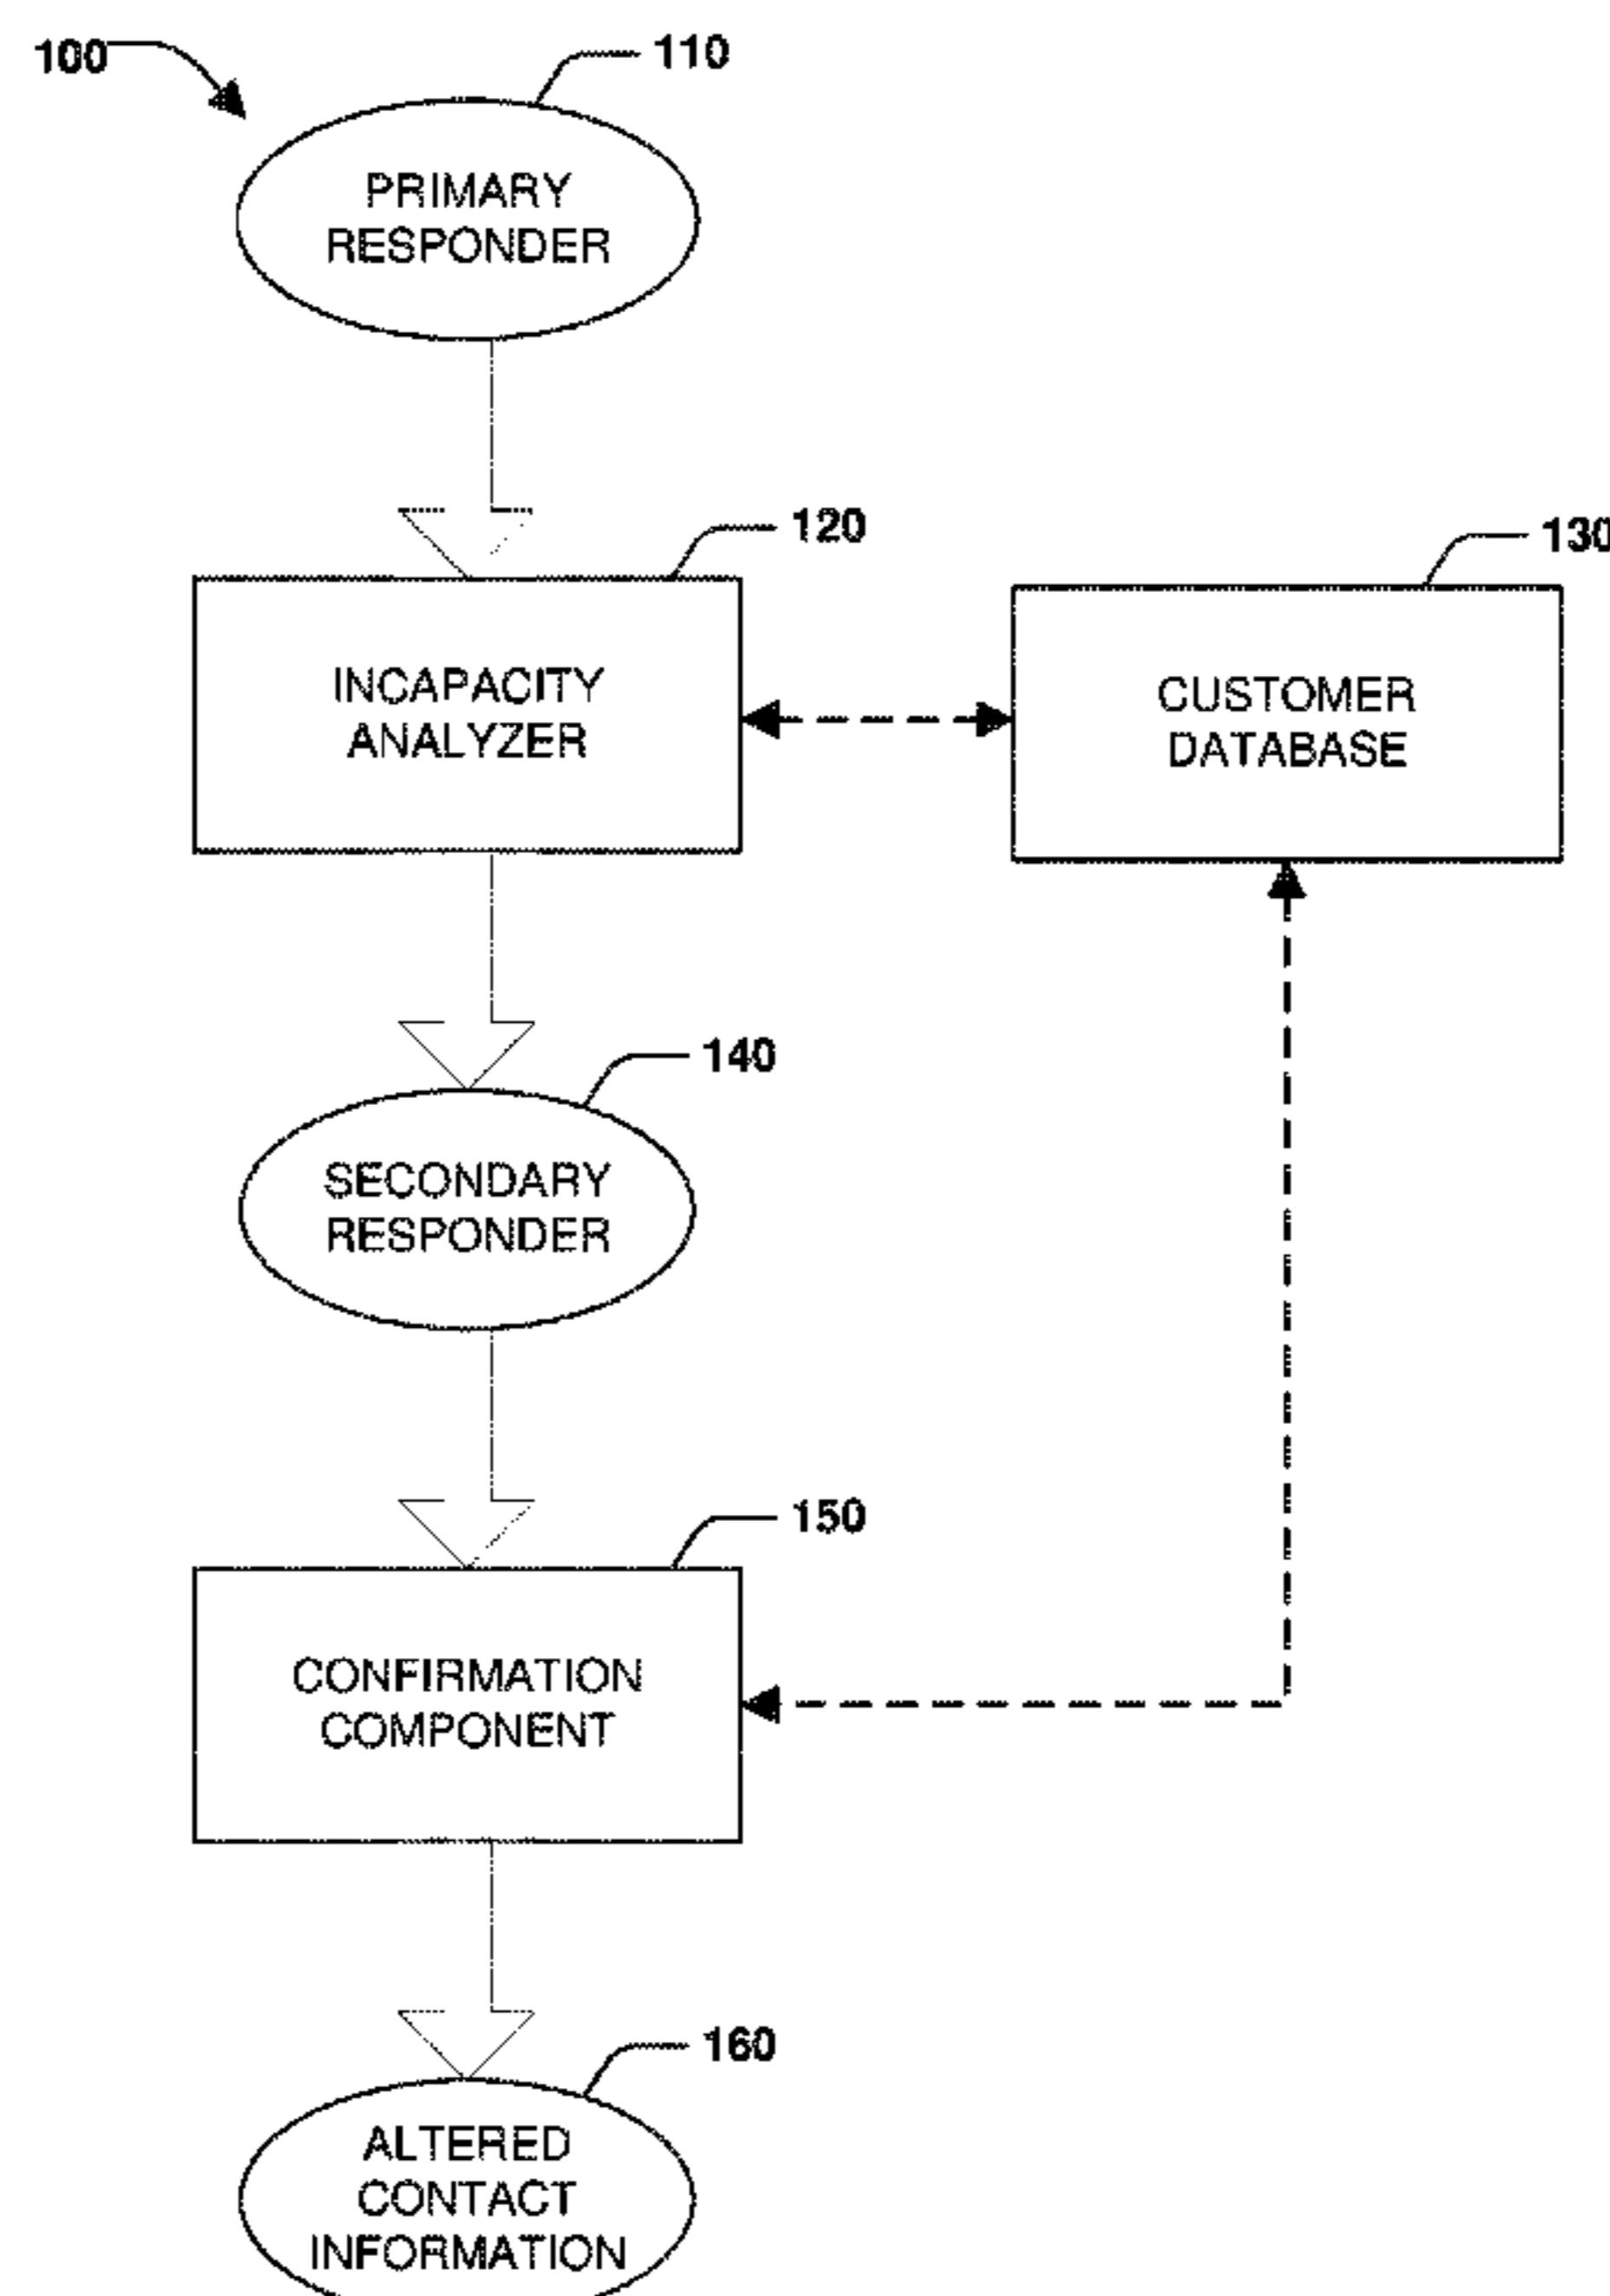 100
110
PRIMARY
RESPONDER
120
130
INCAPACITY
ANALYZER
CUSTOMER
DATABASE
140
SECONDARY
RESPONDER
150
CONFIRMATION
COMPONENT
160
ALTERED
CONTACT
INFORMATION